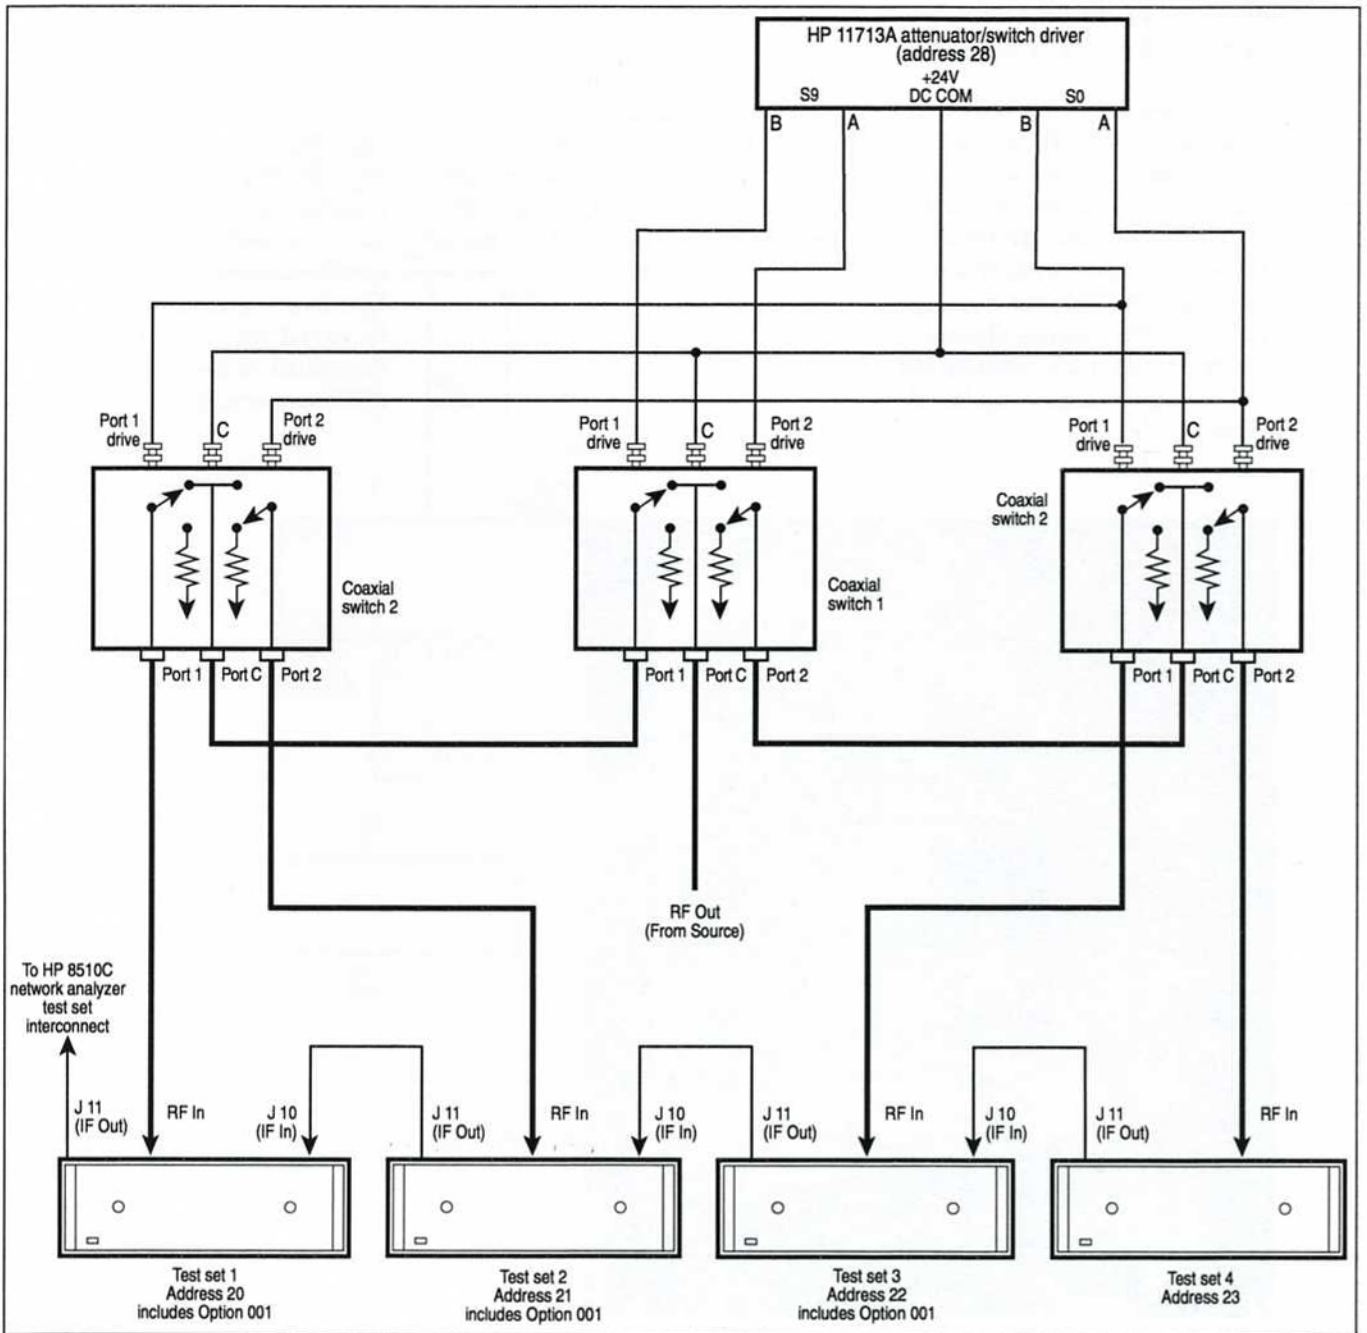 HP 11713A attenuator/switch driver
(address 28)
+24V
S9 DC COM S0
B A B A
Port 1
drive
C
Port 2
drive
Port 1
drive
C
Port 2
drive
Port 1
drive
C
Port 2
drive
Coaxial
switch 2
Coaxial
switch 1
Coaxial
switch 2
Port 1 Port C Port 2
Port 1 Port C Port 2
Port 1 Port C Port 2
RF Out
(From Source)
To HP 8510C
network analyzer
test set
interconnect
J 11
(IF Out)
RF In
J 10
(IF In)
J 11
(IF Out)
RF In
J 10
(IF In)
J 11
(IF Out)
RF In
J 10
(IF In)
J 11
(IF Out)
RF In
Test set 1
Address 20
includes Option 001
Test set 2
Address 21
includes Option 001
Test set 3
Address 22
includes Option 001
Test set 4
Address 23